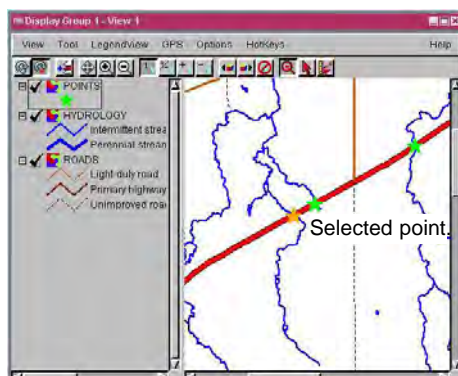 Display Group 1 - View 1
View Tool LegendView GPS Options HotKeys Help
POINTS
HYDROLOGY
Intermittent strea
Perennial stream
ROADS
Light-duty road
Primary highway
Unimproved roa
Selected point,